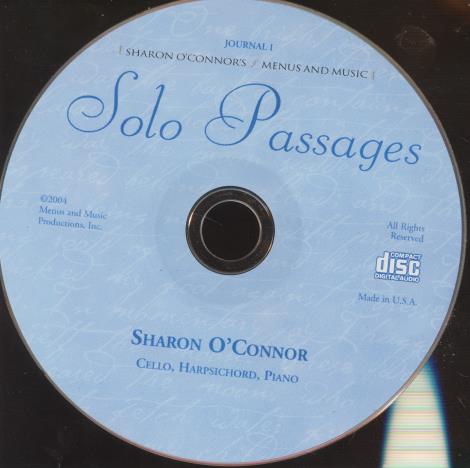 JOURNAL I
SHARON O'CONNOR'S MENUS AND MUSIC
Solo Passages
©2004
Menus and Music
Productions, Inc.
All Rights
Reserved
COMPACT
disc
DIGITAL AUDIO
Made in U.S.A.
SHARON O'CONNOR
CELLO, HARPSICHORD, PIANO